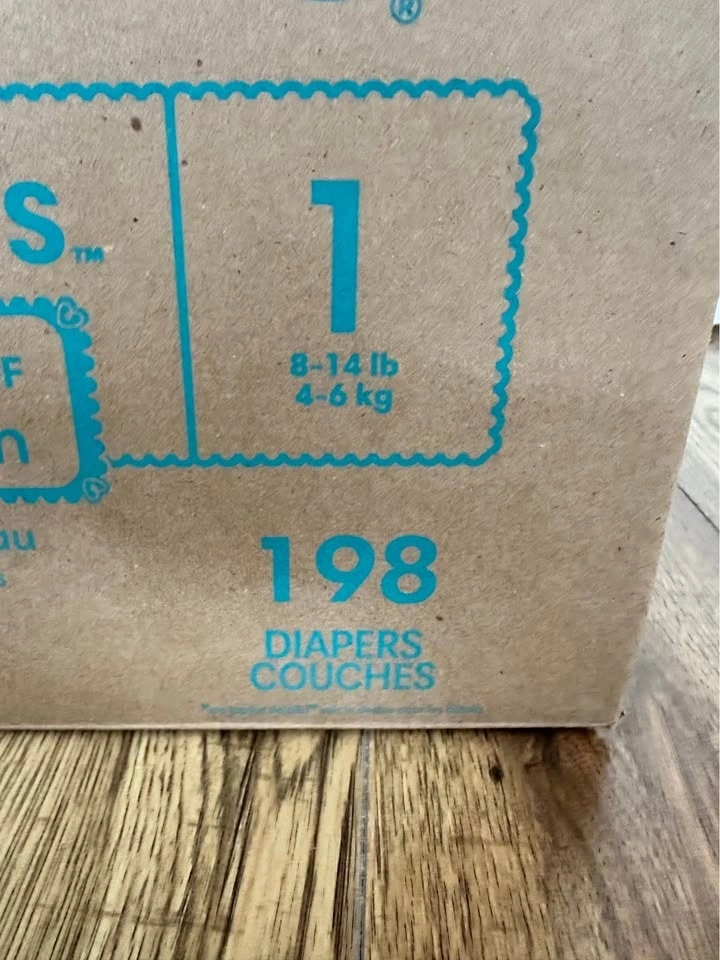 ®
S™
1
8-14 lb
4-6 kg
F
n
au
s
198
DIAPERS
COUCHES